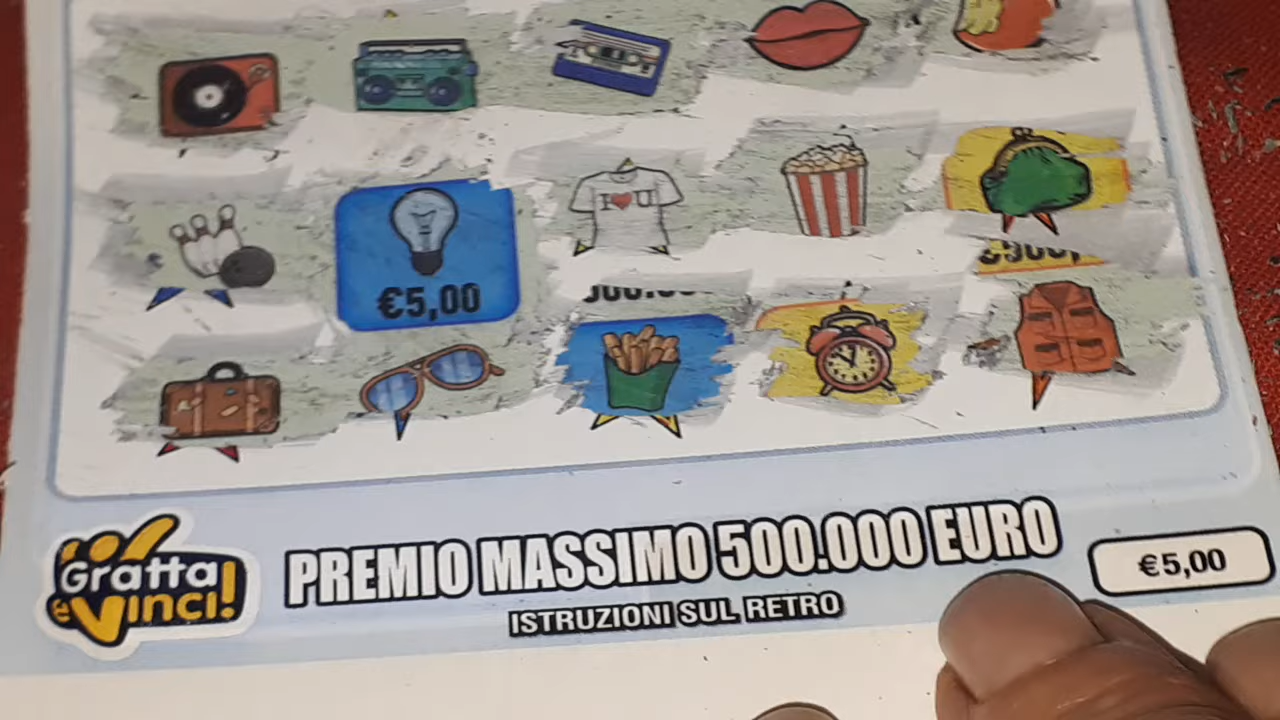 I U
€5,00
Gratta
e Vinci!
PREMIO MASSIMO 500.000 EURO
ISTRUZIONI SUL RETRO
€5,00